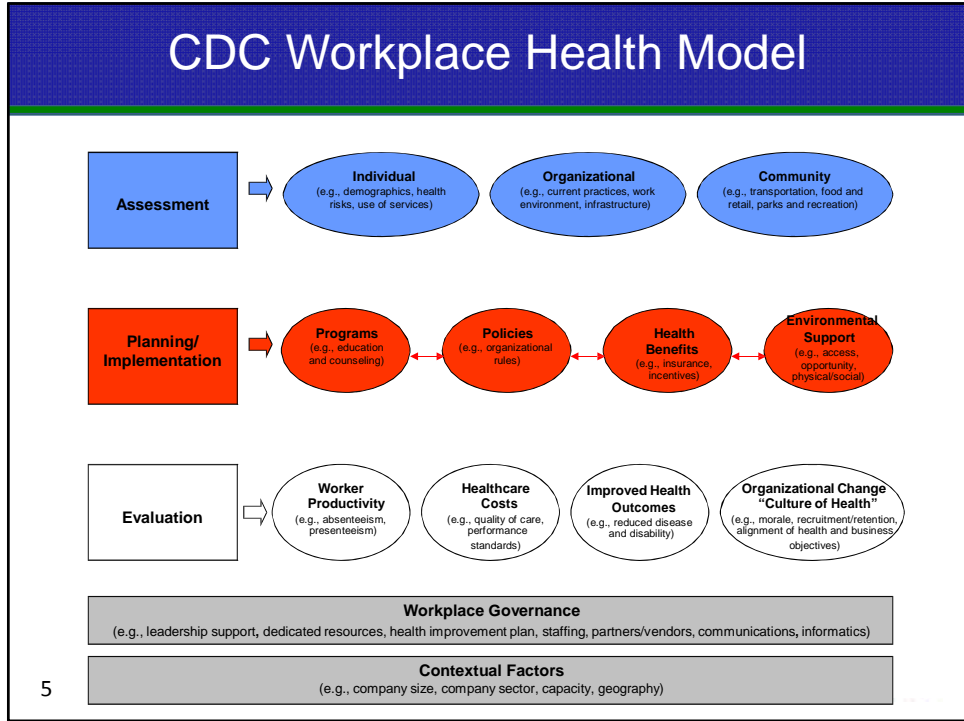 CDC Workplace Health Model
Assessment
Individual
(e.g., demographics, health
risks, use of services)
Organizational
(e.g., current practices, work
environment, infrastructure)
Community
(e.g., transportation, food and
retail, parks and recreation)
Planning/
Implementation
Programs
(e.g., education
and counseling)
Policies
(e.g., organizational
rules)
Health
Benefits
(e.g., insurance,
incentives)
Environmental
Support
(e.g., access,
opportunity,
physical/social)
Evaluation
Worker
Productivity
(e.g., absenteeism,
presenteeism)
Healthcare
Costs
(e.g., quality of care,
performance
standards)
Improved Health
Outcomes
(e.g., reduced disease
and disability)
Organizational Change
“Culture of Health”
(e.g., morale, recruitment/retention,
alignment of health and business
objectives)
Workplace Governance
(e.g., leadership support, dedicated resources, health improvement plan, staffing, partners/vendors, communications, informatics)
Contextual Factors
(e.g., company size, company sector, capacity, geography)
5